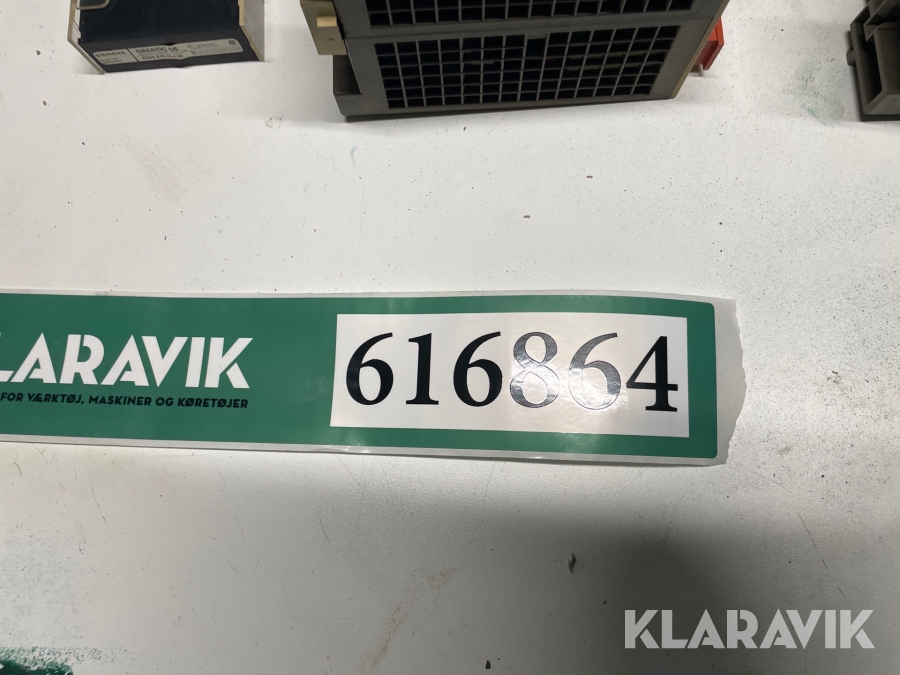 SIEMENS SIMATIC S5
LARAVIK
616864
FOR VÆRKTØJ, MASKINER OG KØRETØJER
KLARAVIK